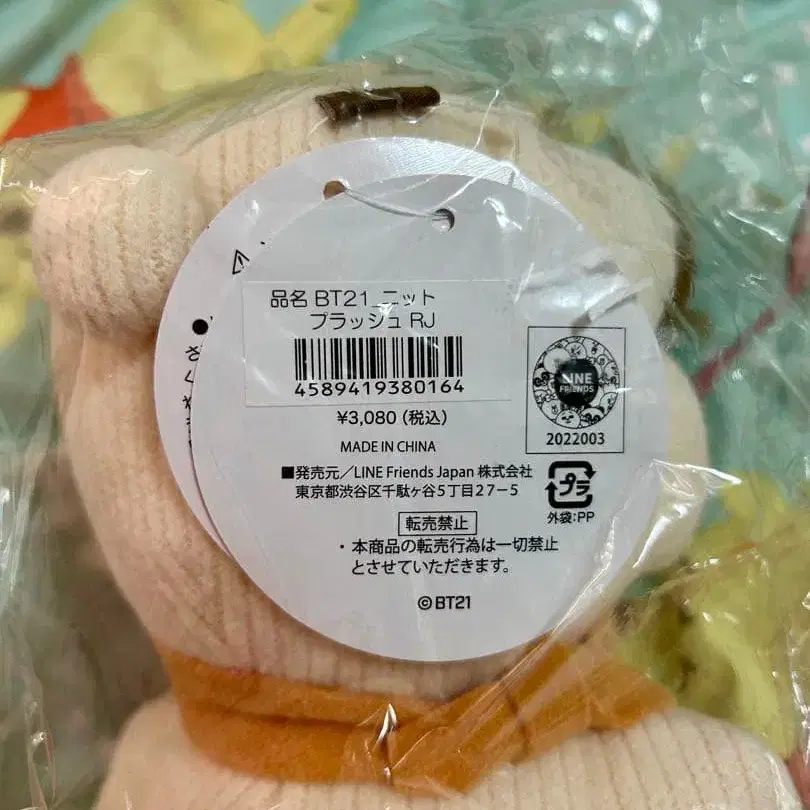 品名 BT21_ニット
プラッシュ RJ
4589419380164
¥3,080 (税込)
MADE IN CHINA
■発売元/LINE Friends Japan 株式会社
東京都渋谷区千駄ヶ谷5丁目27-5
転売禁止
・本商品の転売行為は一切禁止
とさせていただきます。
©BT21
LINE
FRIENDS
2022003
プラ
外袋:PP